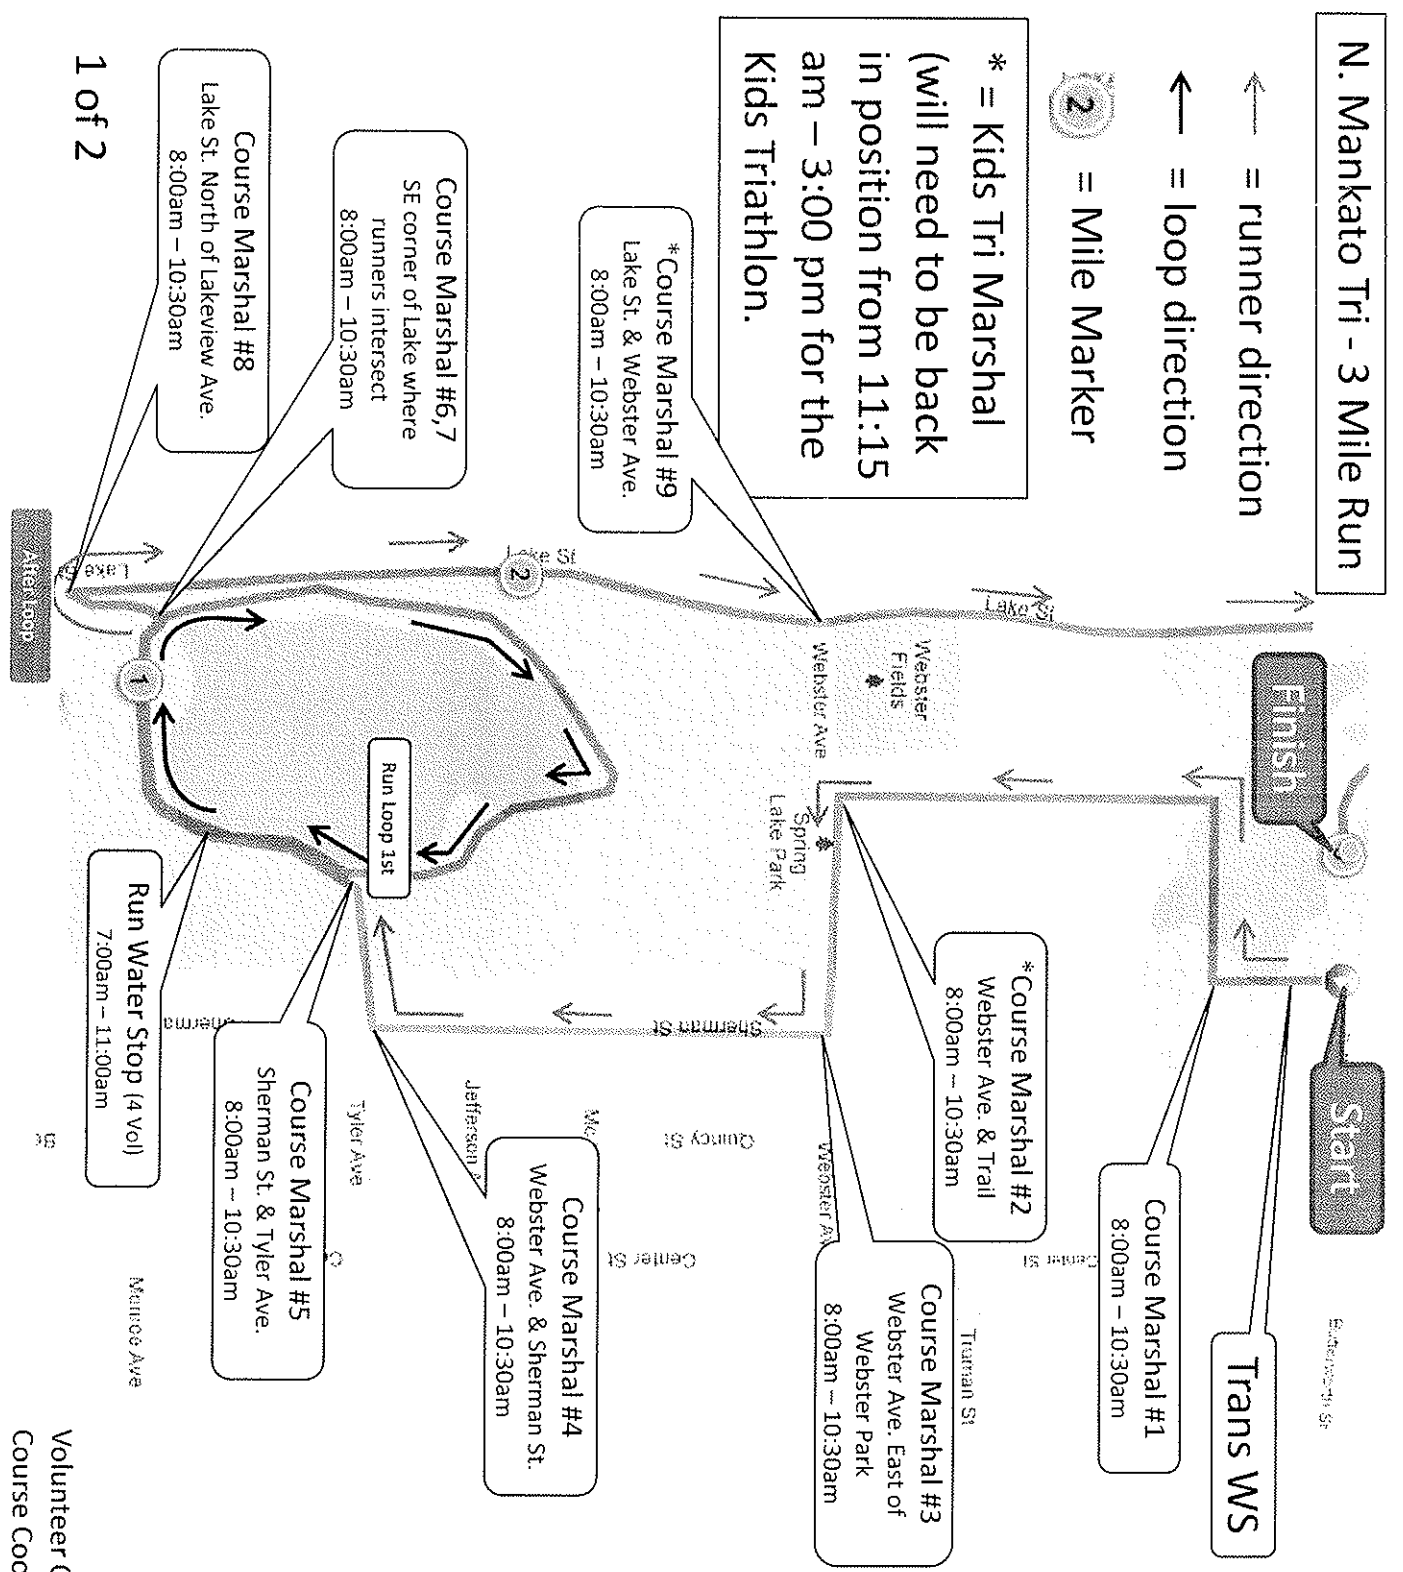 N. Mankato Tri - 3 Mile Run
= runner direction
= loop direction
2
= Mile Marker
* = Kids Tri Marshal
(will need to be back
in position from 11:15
am – 3:00 pm for the
Kids Triathlon.
Finish
Start
Trans WS
Course Marshal #1
8:00am – 10:30am
*Course Marshal #2
Webster Ave. & Trail
8:00am – 10:30am
Course Marshal #3
Webster Ave. East of
Webster Park
8:00am – 10:30am
Course Marshal #4
Webster Ave. & Sherman St.
8:00am – 10:30am
Course Marshal #5
Sherman St. & Tyler Ave.
8:00am – 10:30am
Run Water Stop (4 Vol)
7:00am – 11:00am
Course Marshal #6,7
SE corner of Lake where
runners intersect
8:00am – 10:30am
Course Marshal #8
Lake St. North of Lakeview Ave.
8:00am – 10:30am
*Course Marshal #9
Lake St. & Webster Ave.
8:00am – 10:30am
Run Loop 1st
After loop
Lake St
Lake St
Lake St
Webster
Fields
Webster Ave
Spring
Lake Park
Sherman St
Truman St
Center St
Center St
Quincy St
Jefferson
Tyler Ave
Monroe Ave
1
2
1 of 2
Volunteer
Course